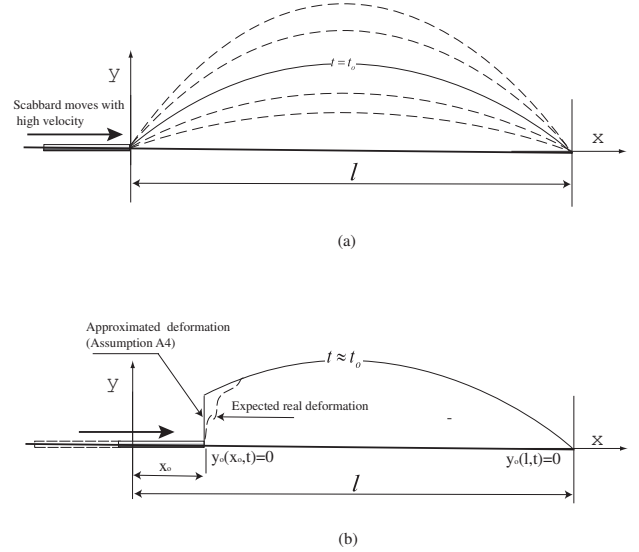 y
t = tₒ
Scabbard moves with
high velocity
x
l
(a)
Approximated deformation
(Assumption A4)
t ≈ tₒ
y
Expected real deformation
x
xₒ
yₒ(xₒ,t)=0
yₒ(l,t)=0
l
(b)